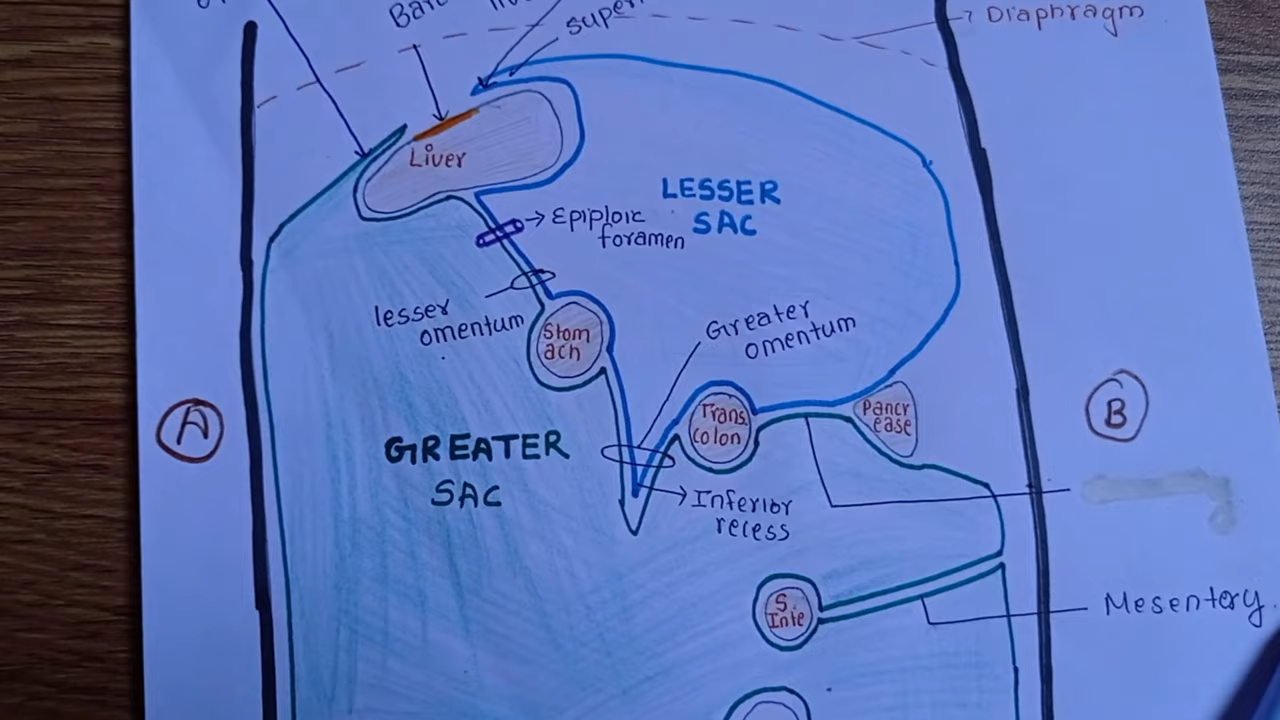 Diaphragm
Liver
LESSER
SAC
Epiploic
foramen
lesser
omentum
Stom
ach
Greater
omentum
Trans.
colon
Pancr
ease
A
B
GREATER
SAC
Inferior
recess
S.
Inte
Mesentery